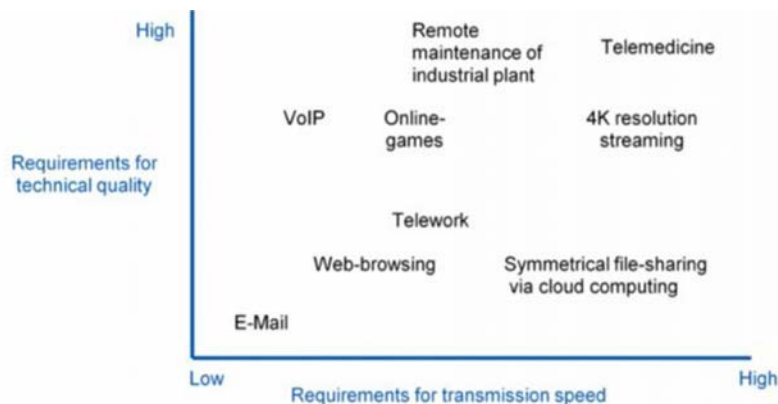 High
Remote
maintenance of
industrial plant
Telemedicine
VoIP
Online-
games
4K resolution
streaming
Requirements for
technical quality
Telework
Web-browsing
Symmetrical file-sharing
via cloud computing
E-Mail
Low
High
Requirements for transmission speed